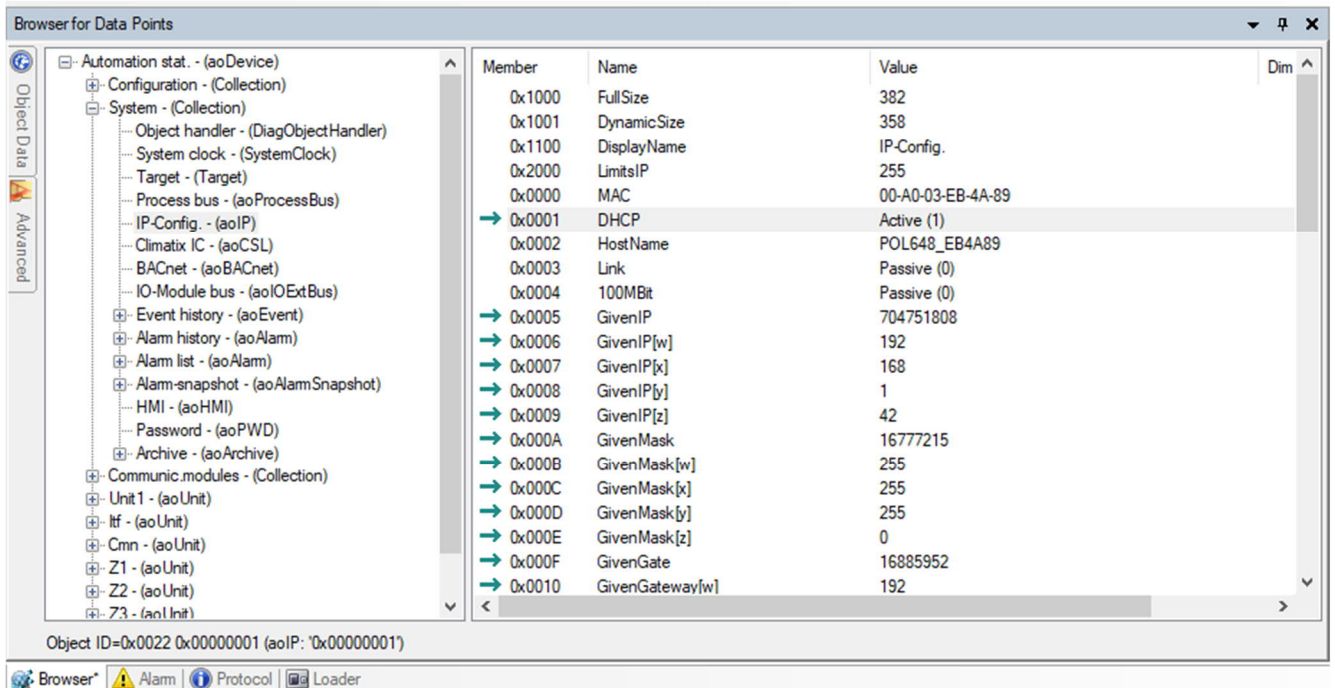 Browser for Data Points
Object Data
Advanced
Automation stat. - (aoDevice)
Configuration - (Collection)
System - (Collection)
Object handler - (DiagObjectHandler)
System clock - (SystemClock)
Target - (Target)
Process bus - (aoProcessBus)
IP-Config. - (aoIP)
Climatix IC - (aoCSL)
BACnet - (aoBACnet)
IO-Module bus - (aoIOExtBus)
Event history - (aoEvent)
Alarm history - (aoAlarm)
Alarm list - (aoAlarm)
Alarm-snapshot - (aoAlarmSnapshot)
HMI - (aoHMI)
Password - (aoPWD)
Archive - (aoArchive)
Communic.modules - (Collection)
Unit1 - (aoUnit)
Itf - (aoUnit)
Cmn - (aoUnit)
Z1 - (aoUnit)
Z2 - (aoUnit)
Z3 - (aoUnit)
Member Name Value Dim
0x1000 FullSize 382
0x1001 DynamicSize 358
0x1100 DisplayName IP-Config.
0x2000 LimitsIP 255
0x0000 MAC 00-A0-03-EB-4A-89
0x0001 DHCP Active (1)
0x0002 HostName POL648_EB4A89
0x0003 Link Passive (0)
0x0004 100MBit Passive (0)
0x0005 GivenIP 704751808
0x0006 GivenIP[w] 192
0x0007 GivenIP[x] 168
0x0008 GivenIP[y] 1
0x0009 GivenIP[z] 42
0x000A GivenMask 16777215
0x000B GivenMask[w] 255
0x000C GivenMask[x] 255
0x000D GivenMask[y] 255
0x000E GivenMask[z] 0
0x000F GivenGate 16885952
0x0010 GivenGateway[w] 192
Object ID=0x0022 0x00000001 (aoIP: '0x00000001')
Browser* Alarm Protocol Loader